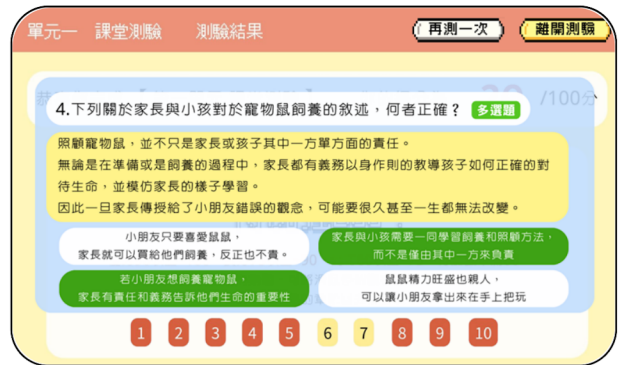 單元一 課堂測驗 測驗結果 再測一次 離開測驗
/100分
4.下列關於家長與小孩對於寵物鼠飼養的敘述，何者正確？ 多選題
照顧寵物鼠，並不只是家長或孩子其中一方單方面的責任。
無論是在準備或是飼養的過程中，家長都有義務以身作則的教導孩子如何正確的對
待生命，並模仿家長的樣子學習。
因此一旦家長傳授給了小朋友錯誤的觀念，可能要很久甚至一生都無法改變。
小朋友只要喜愛鼠鼠，
家長就可以買給他們飼養，反正也不貴。
家長與小孩需要一同學習飼養和照顧方法，
而不是僅由其中一方來負責
若小朋友想飼養寵物鼠，
家長有責任和義務告訴他們生命的重要性
鼠鼠精力旺盛也親人，
可以讓小朋友拿出來在手上把玩
1 2 3 4 5 6 7 8 9 10